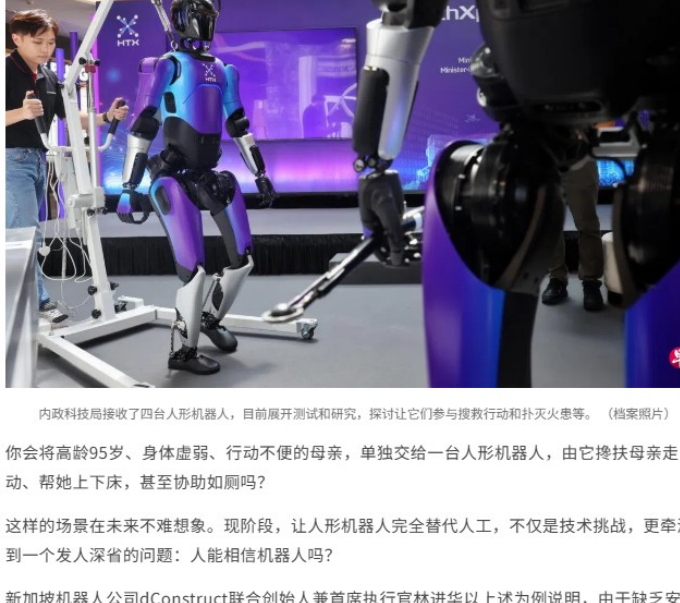 HTX
HTX
Min
Minister-
内政科技局接收了四台人形机器人，目前展开测试和研究，探讨让它们参与搜救行动和扑灭火患等。（档案照片）
你会将高龄95岁、身体虚弱、行动不便的母亲，单独交给一台人形机器人，由它搀扶母亲走
动、帮她上下床，甚至协助如厕吗？
这样的场景在未来不难想象。现阶段，让人形机器人完全替代人工，不仅是技术挑战，更牵
到一个发人深省的问题：人能相信机器人吗？
新加坡机器人公司dConstruct联合创始人兼首席执行官林进华以上述为例说明，由于缺乏安